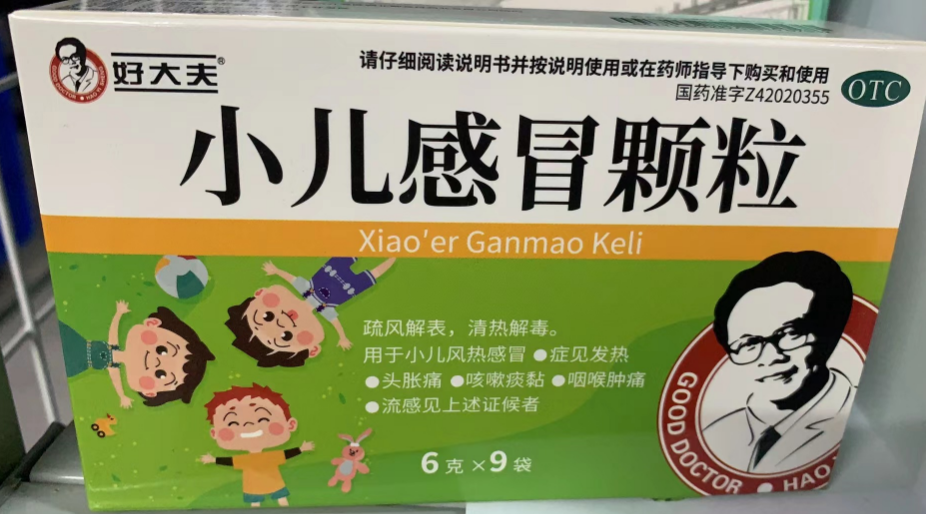 好大夫®
请仔细阅读说明书并按说明使用或在药师指导下购买和使用
国药准字Z42020355
OTC
小儿感冒颗粒
Xiao'er Ganmao Keli
疏风解表，清热解毒。
用于小儿风热感冒 ●症见发热
●头胀痛 ●咳嗽痰黏 ●咽喉肿痛
●流感见上述证候者
6克×9袋
GOOD DOCTOR ● HAO